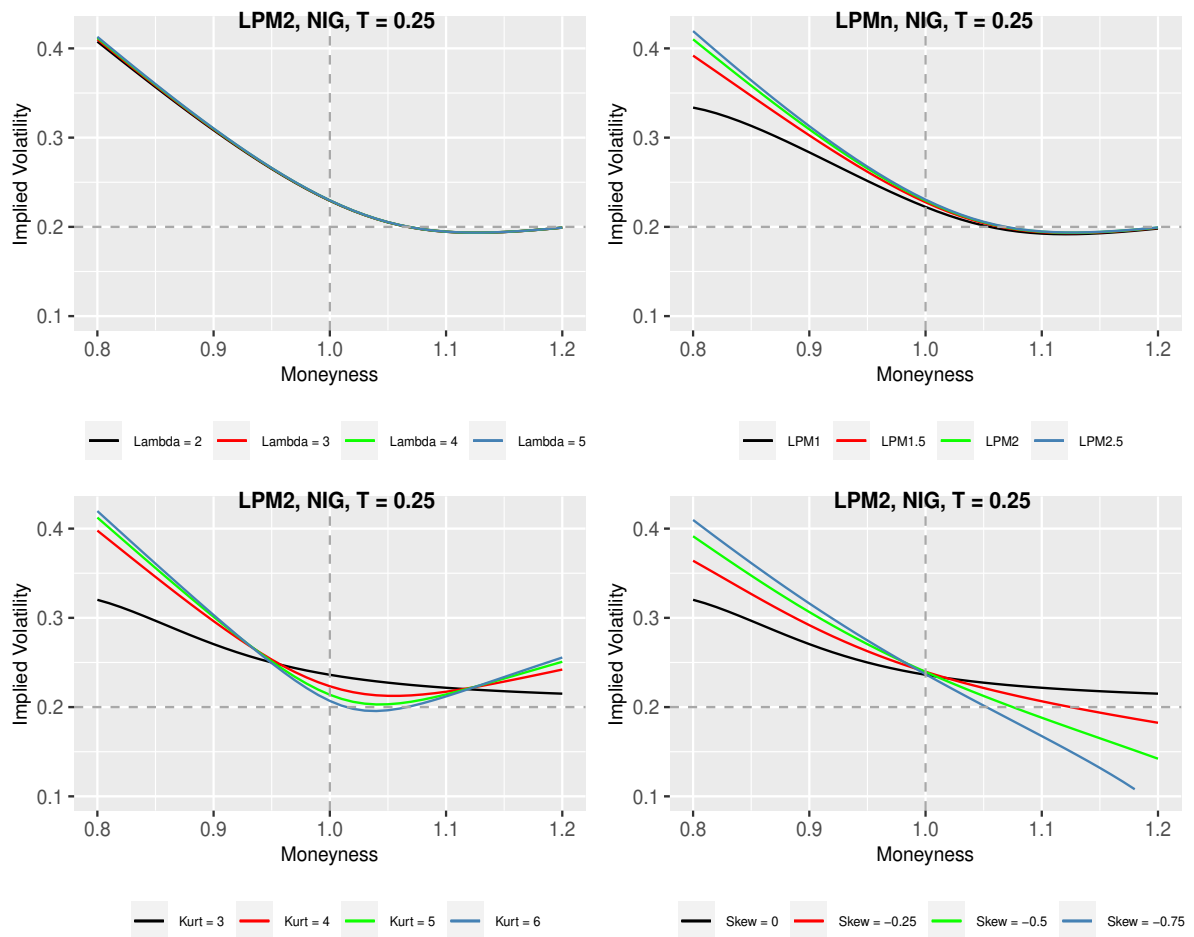 LPM2, NIG, T = 0.25
0.4
0.3
0.2
0.1
Implied Volatility
0.8 0.9 1.0 1.1 1.2
Moneyness
Lambda = 2 Lambda = 3 Lambda = 4 Lambda = 5
LPMn, NIG, T = 0.25
0.4
0.3
0.2
0.1
Implied Volatility
0.8 0.9 1.0 1.1 1.2
Moneyness
LPM1 LPM1.5 LPM2 LPM2.5
LPM2, NIG, T = 0.25
0.4
0.3
0.2
0.1
Implied Volatility
0.8 0.9 1.0 1.1 1.2
Moneyness
Kurt = 3 Kurt = 4 Kurt = 5 Kurt = 6
LPM2, NIG, T = 0.25
0.4
0.3
0.2
0.1
Implied Volatility
0.8 0.9 1.0 1.1 1.2
Moneyness
Skew = 0 Skew = −0.25 Skew = −0.5 Skew = −0.75